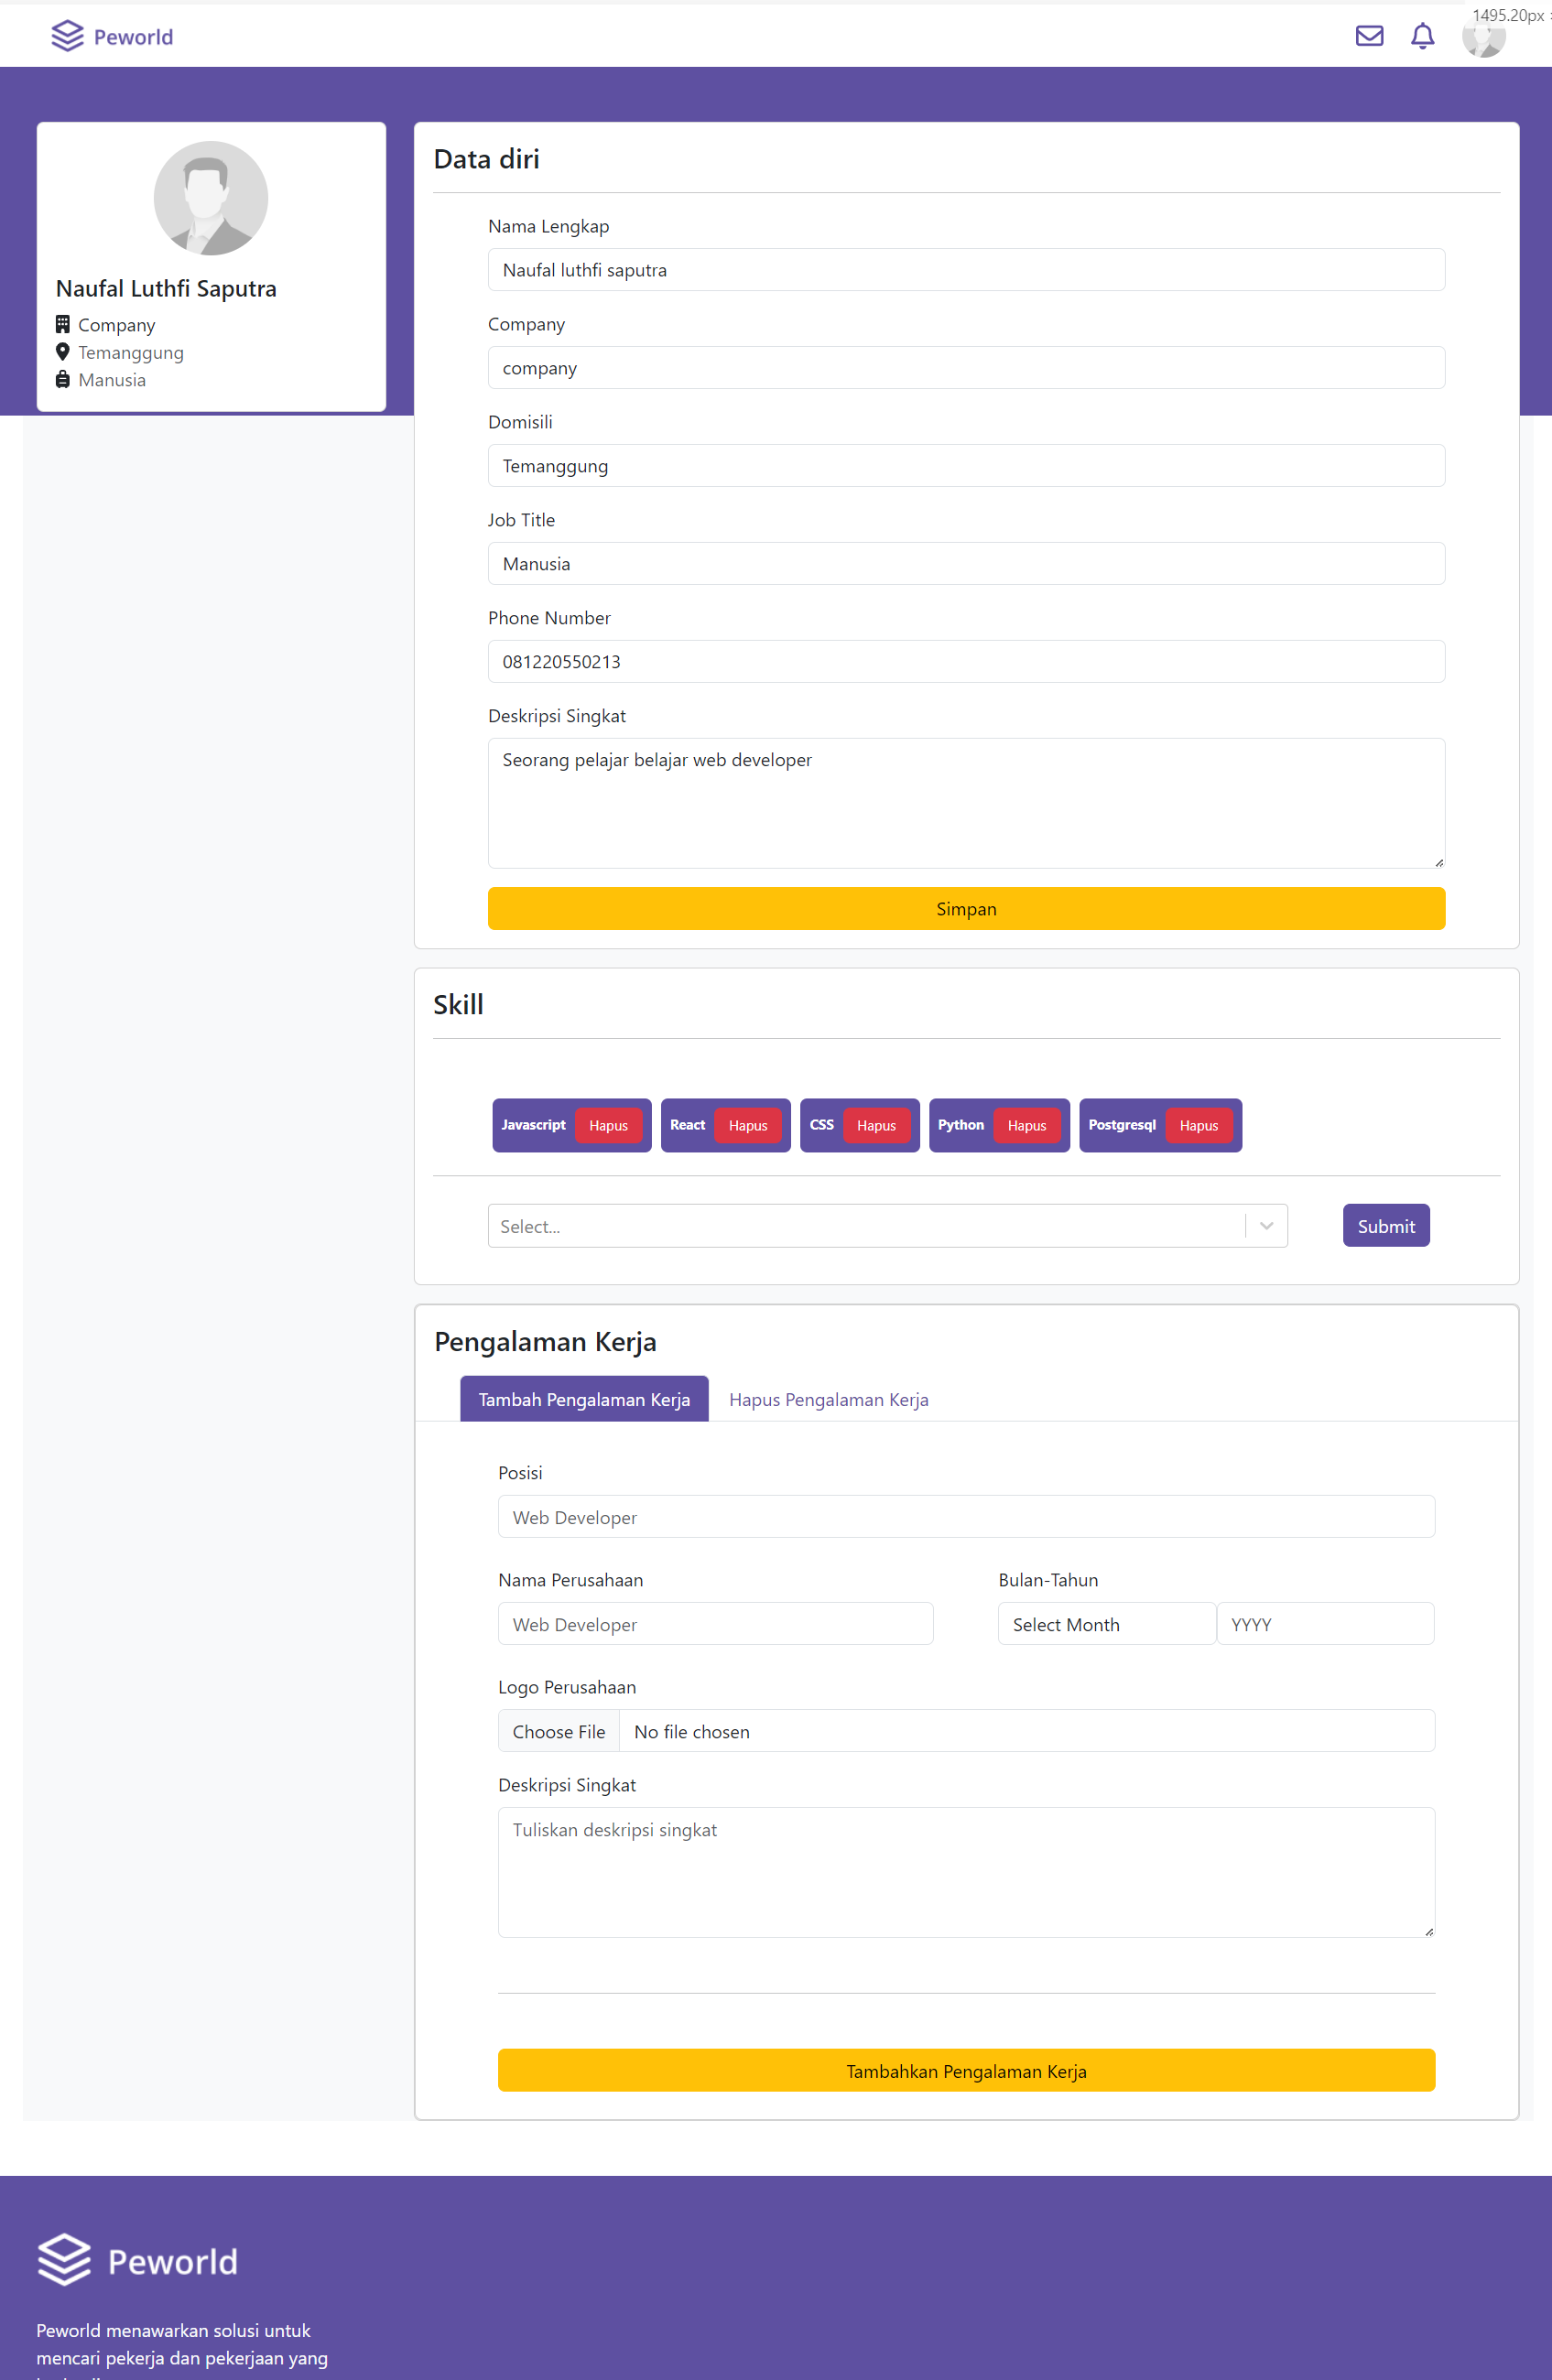 Peworld
1495.20px
Naufal Luthfi Saputra
Company
Temanggung
Manusia
Data diri
Nama Lengkap
Naufal luthfi saputra
Company
company
Domisili
Temanggung
Job Title
Manusia
Phone Number
081220550213
Deskripsi Singkat
Seorang pelajar belajar web developer
Simpan
Skill
Javascript Hapus React Hapus CSS Hapus Python Hapus Postgresql Hapus
Select... Submit
Pengalaman Kerja
Tambah Pengalaman Kerja Hapus Pengalaman Kerja
Posisi
Web Developer
Nama Perusahaan Bulan-Tahun
Web Developer Select Month YYYY
Logo Perusahaan
Choose File No file chosen
Deskripsi Singkat
Tuliskan deskripsi singkat
Tambahkan Pengalaman Kerja
Peworld
Peworld menawarkan solusi untuk
mencari pekerja dan pekerjaan yang